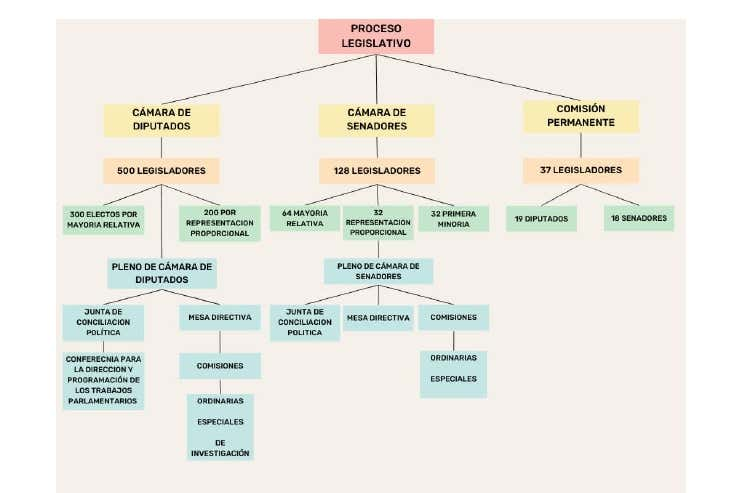 PROCESO
LEGISLATIVO
CÁMARA DE
DIPUTADOS
CÁMARA DE
SENADORES
COMISIÓN
PERMANENTE
500 LEGISLADORES
128 LEGISLADORES
37 LEGISLADORES
300 ELECTOS POR
MAYORIA RELATIVA
200 POR
REPRESENTACION
PROPORCIONAL
64 MAYORIA
RELATIVA
32
REPRESENTACION
PROPORCIONAL
32 PRIMERA
MINORIA
19 DIPUTADOS
18 SENADORES
PLENO DE CÁMARA DE
DIPUTADOS
PLENO DE CÁMARA DE
SENADORES
JUNTA DE
CONCILIACION
POLÍTICA
MESA DIRECTIVA
JUNTA DE
CONCILIACION
POLITICA
MESA DIRECTIVA
COMISIONES
CONFERECNIA PARA
LA DIRECCION Y
PROGRAMACIÓN DE
LOS TRABAJOS
PARLAMENTARIOS
COMISIONES
ORDINARIAS
ESPECIALES
ORDINARIAS
ESPECIALES
DE
INVESTIGACIÓN